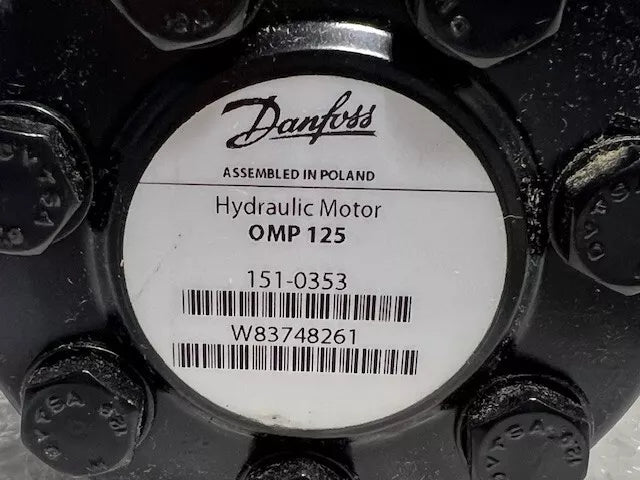 Danfoss
ASSEMBLED IN POLAND
Hydraulic Motor
OMP 125
151-0353
W83748261